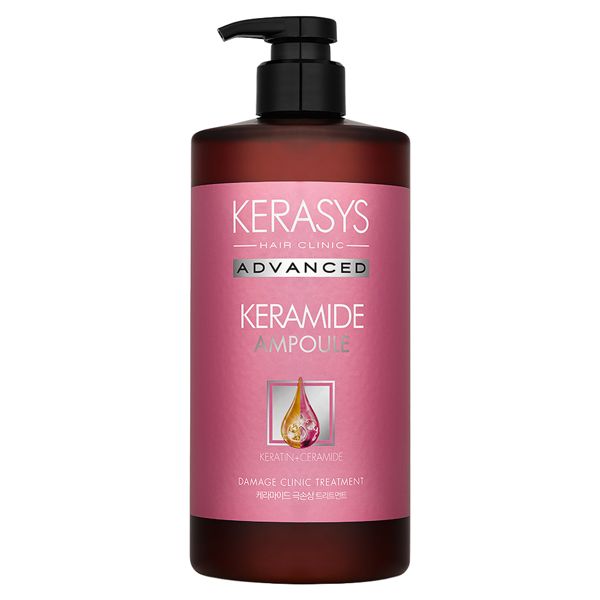 KERASYS
HAIR CLINIC
ADVANCED
KERAMIDE
AMPOULE
KERATIN+CERAMIDE
DAMAGE CLINIC TREATMENT
케라마이드 극손상 트리트먼트